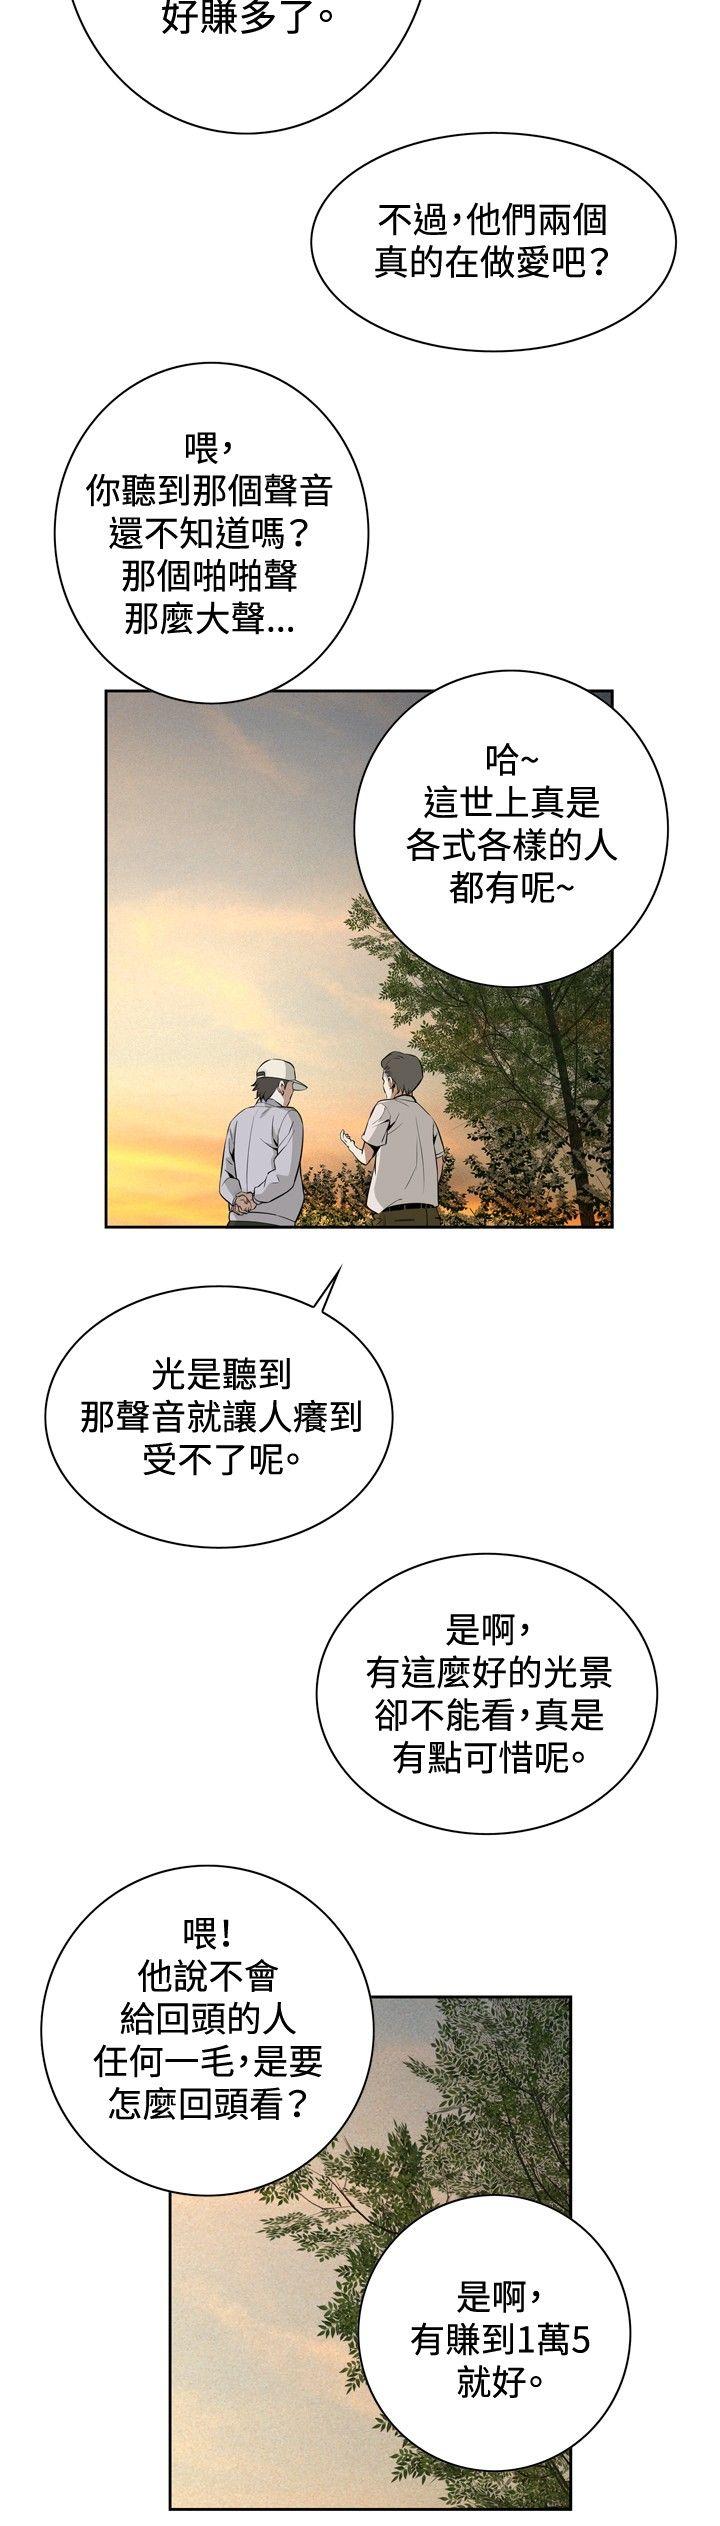 好賺多了。
不過，他們兩個
真的在做愛吧？
喂，
你聽到那個聲音
還不知道嗎？
那個啪啪聲
那麼大聲...
哈~
這世上真是
各式各樣的人
都有呢~
光是聽到
那聲音就讓人癢到
受不了呢。
是啊，
有這麼好的光景
卻不能看，真是
有點可惜呢。
喂！
他說不會
給回頭的人
任何一毛，是要
怎麼回頭看？
是啊，
有賺到1萬5
就好。